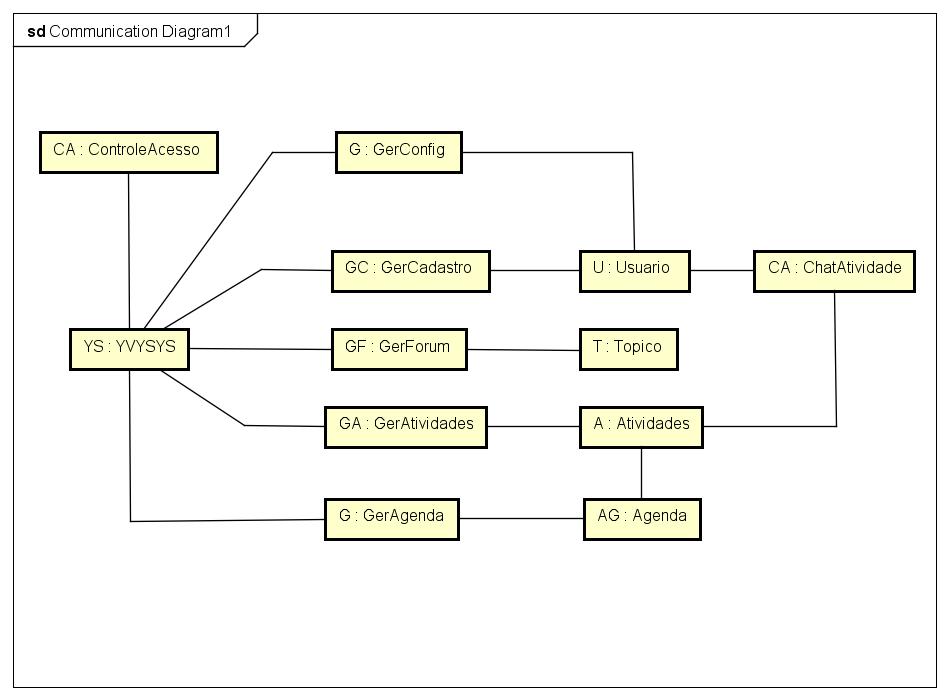 sd Communication Diagram1
CA : ControleAcesso
G : GerConfig
GC : GerCadastro
U : Usuario
CA : ChatAtividade
YS : YVYSYS
GF : GerForum
T : Topico
GA : GerAtividades
A : Atividades
G : GerAgenda
AG : Agenda